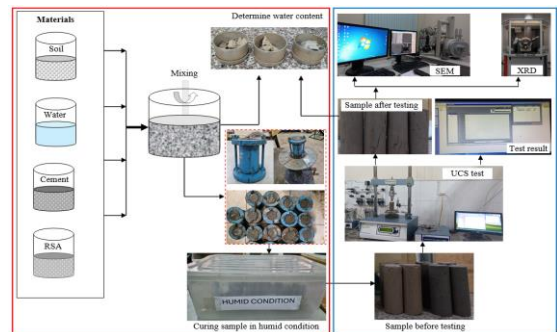 Materials
Soil
Water
Cement
RSA
Mixing
Determine water content
HUMID CONDITION
Curing sample in humid condition
SEM
XRD
Sample after testing
Test result
UCS test
Sample before testing